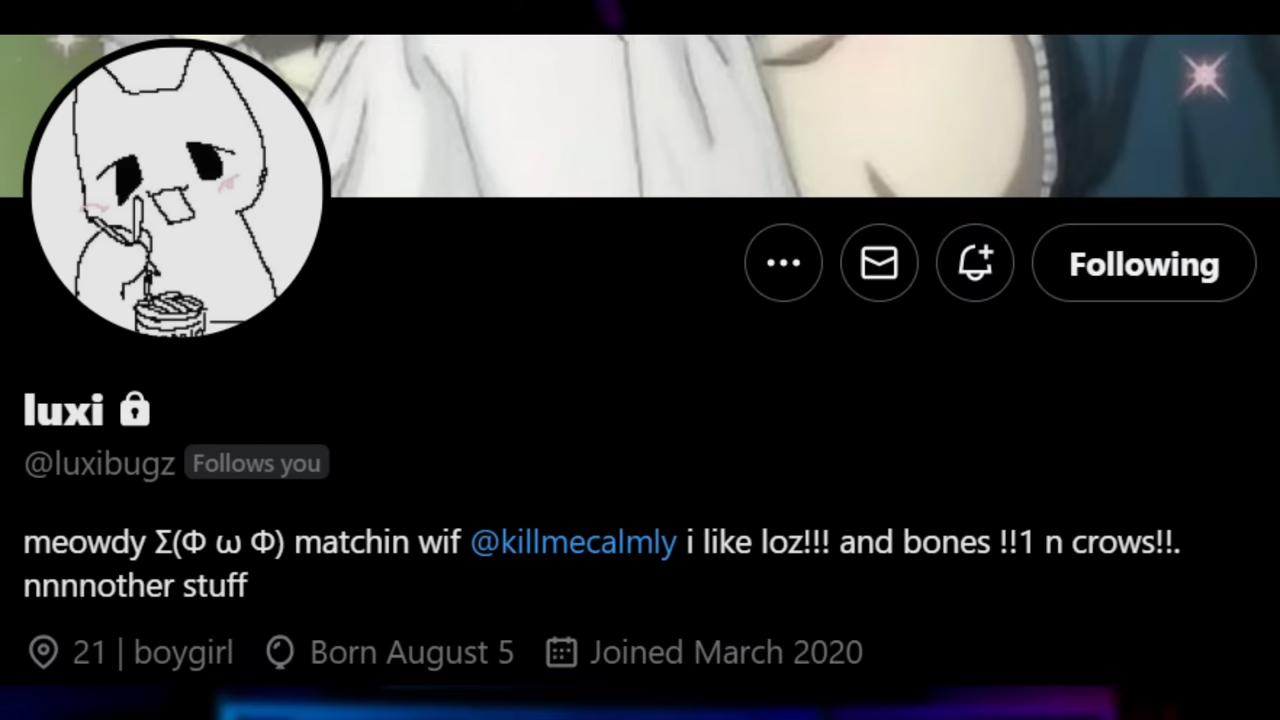 Following
luxi
@luxibugz Follows you
meowdy Σ(Φ ω Φ) matchin wif @killmecalmly i like loz!!! and bones !!1 n crows!!.
nnnnother stuff
21 | boygirl Born August 5 Joined March 2020